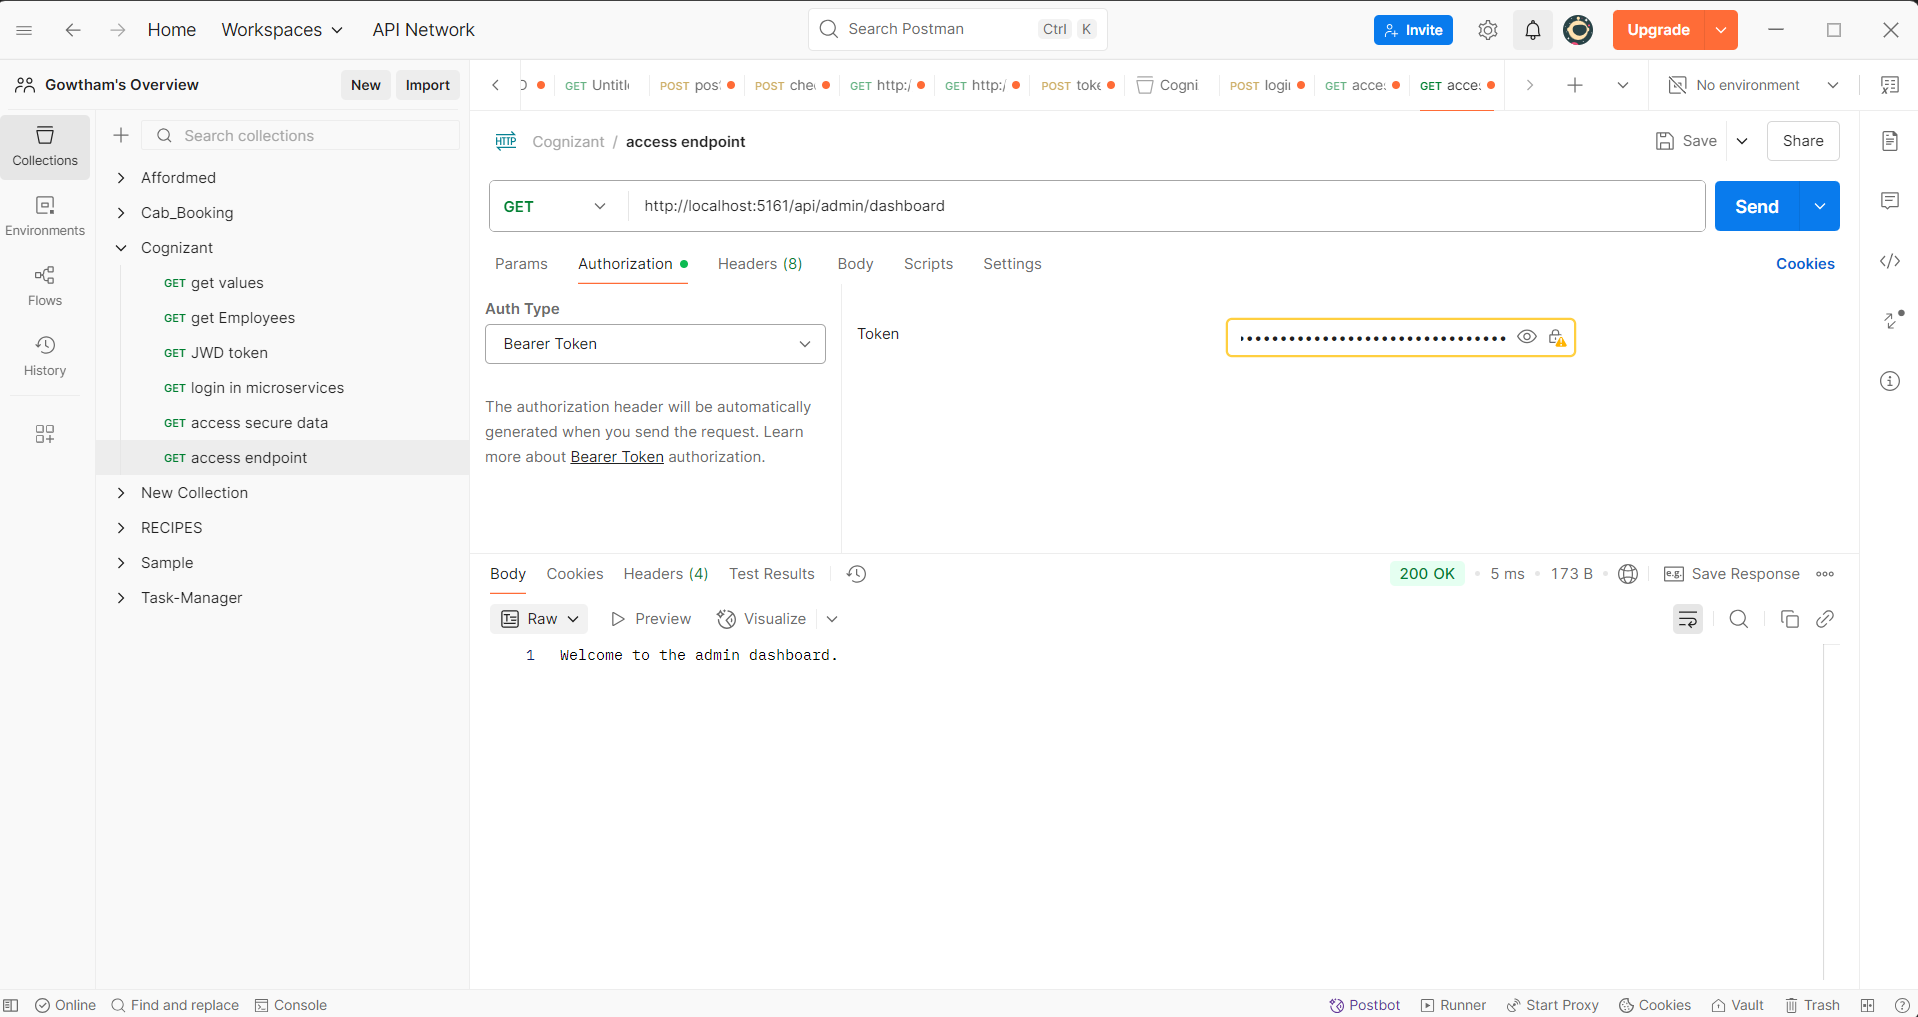 Home Workspaces API Network Search Postman Ctrl K Invite Upgrade
Gowtham's Overview New Import
GET Untitl POST pos POST che GET http:/ GET http:/ POST toke Cogni POST logi GET acce GET acce No environment
Collections
Environments
Flows
History
Search collections
Affordmed
Cab_Booking
Cognizant
GET get values
GET get Employees
GET JWD token
GET login in microservices
GET access secure data
GET access endpoint
New Collection
RECIPES
Sample
Task-Manager
HTTP Cognizant / access endpoint Save Share
GET http://localhost:5161/api/admin/dashboard Send
Params Authorization Headers (8) Body Scripts Settings Cookies
Auth Type
Bearer Token
The authorization header will be automatically
generated when you send the request. Learn
more about Bearer Token authorization.
Token
Body Cookies Headers (4) Test Results 200 OK 5 ms 173 B e.g. Save Response
Raw Preview Visualize
1 Welcome to the admin dashboard.
Online Find and replace Console Postbot Runner Start Proxy Cookies Vault Trash